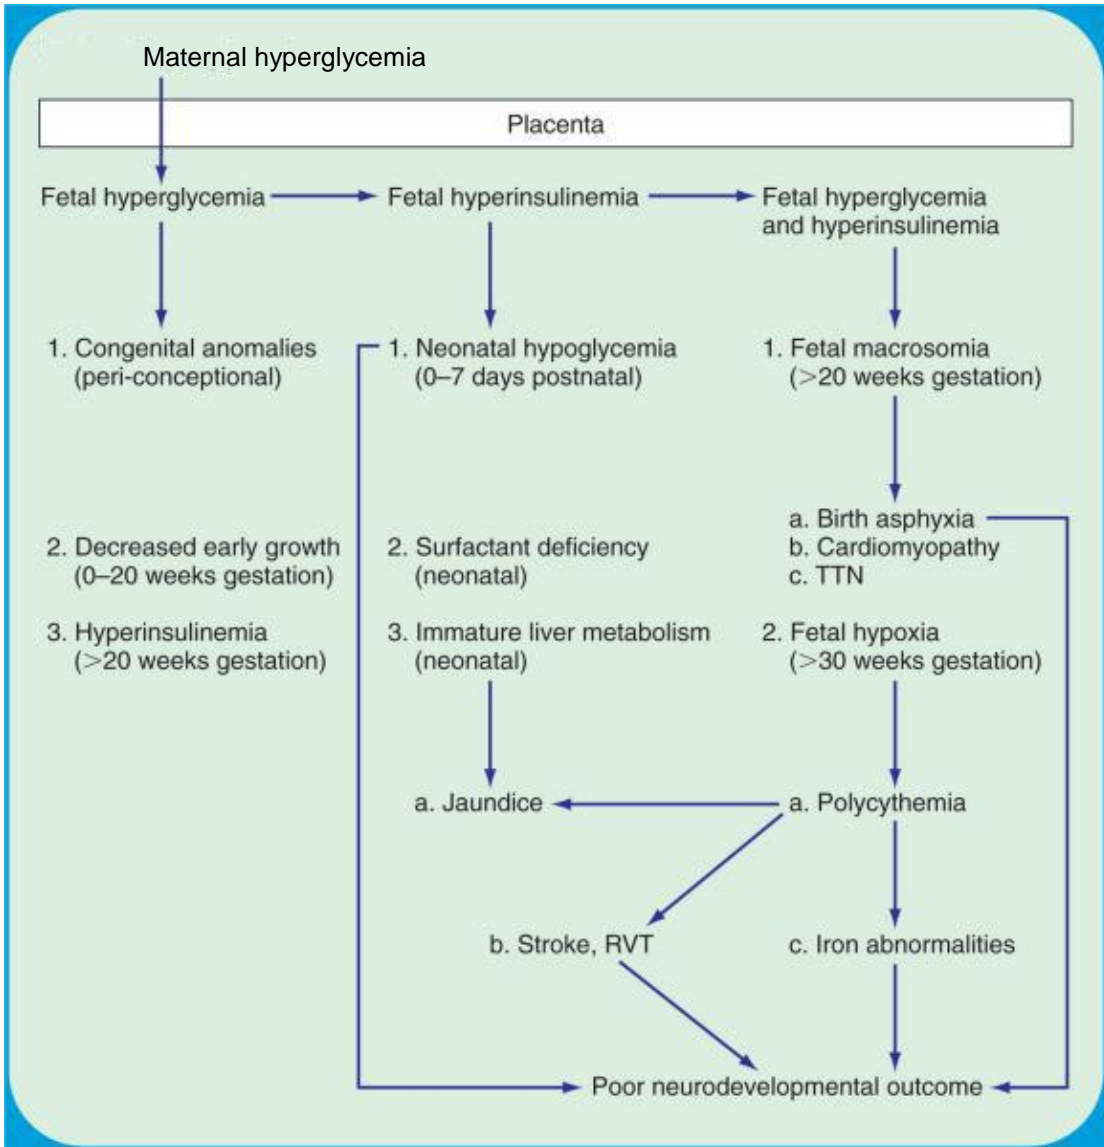 Maternal hyperglycemia
Placenta
Fetal hyperglycemia
Fetal hyperinsulinemia
Fetal hyperglycemia
and hyperinsulinemia
1. Congenital anomalies
(peri-conceptional)
2. Decreased early growth
(0–20 weeks gestation)
3. Hyperinsulinemia
(>20 weeks gestation)
1. Neonatal hypoglycemia
(0–7 days postnatal)
2. Surfactant deficiency
(neonatal)
3. Immature liver metabolism
(neonatal)
a. Jaundice
1. Fetal macrosomia
(>20 weeks gestation)
a. Birth asphyxia
b. Cardiomyopathy
c. TTN
2. Fetal hypoxia
(>30 weeks gestation)
a. Polycythemia
b. Stroke, RVT
c. Iron abnormalities
Poor neurodevelopmental outcome